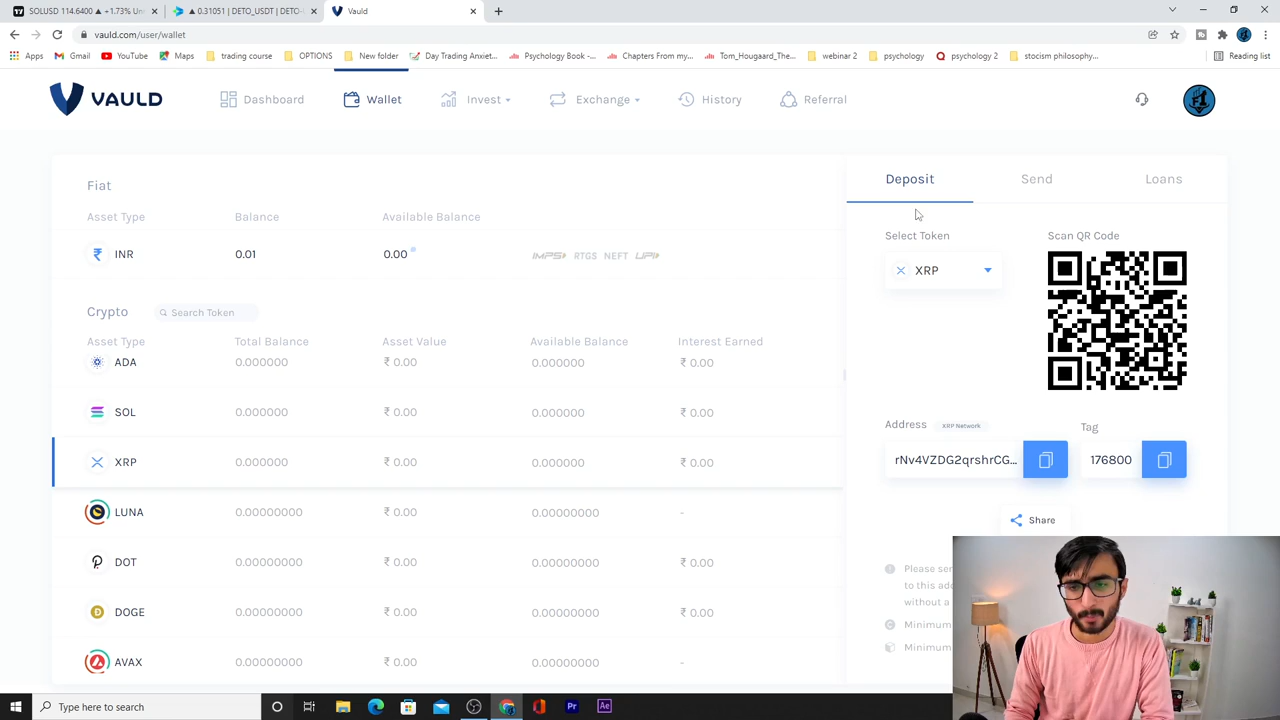 SOLUSD 114.6400 ▲ +1.73% Un
▲ 0.31051 | DETO_USDT | DETO-
Vauld
vauld.com/user/wallet
Reading list
Apps
Gmail
YouTube
Maps
trading course
OPTIONS
New folder
Day Trading Anxiet...
Psychology Book -...
Chapters From my...
Tom_Hougaard_The...
webinar 2
psychology
psychology 2
stocism philosophy...
VAULD
Dashboard
Wallet
Invest
Exchange
History
Referral
Fiat
Asset Type Balance Available Balance
INR 0.01 0.00 IMPS RTGS NEFT UPI
Crypto Search Token
Asset Type Total Balance Asset Value Available Balance Interest Earned
ADA 0.000000 ₹ 0.00 0.000000 ₹ 0.00
SOL 0.000000 ₹ 0.00 0.000000 ₹ 0.00
XRP 0.000000 ₹ 0.00 0.000000 ₹ 0.00
LUNA 0.00000000 ₹ 0.00 0.00000000 -
DOT 0.00000000 ₹ 0.00 0.00000000 ₹ 0.00
DOGE 0.00000000 ₹ 0.00 0.00000000 ₹ 0.00
AVAX 0.00000000 ₹ 0.00 0.00000000 -
Deposit Send Loans
Select Token Scan QR Code
XRP
Address XRP Network Tag
rNv4VZDG2qrshrCG... 176800
Share
Please sen
to this add
without a
Minimum
Minimum
Type here to search